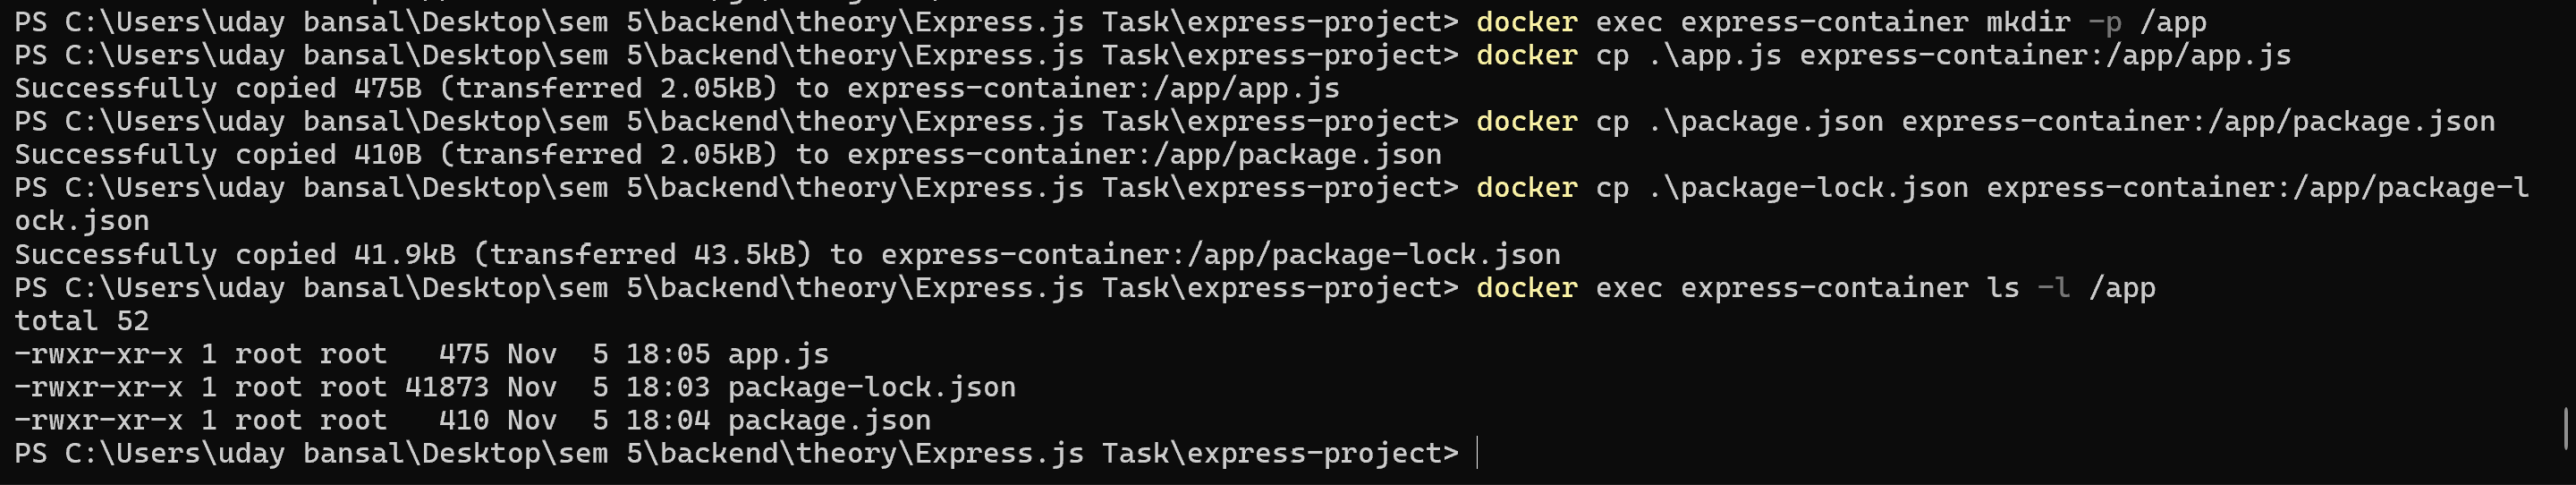 PS C:\Users\uday bansal\Desktop\sem 5\backend\theory\Express.js Task\express-project> docker exec express-container mkdir -p /app
PS C:\Users\uday bansal\Desktop\sem 5\backend\theory\Express.js Task\express-project> docker cp .\app.js express-container:/app/app.js
Successfully copied 475B (transferred 2.05kB) to express-container:/app/app.js
PS C:\Users\uday bansal\Desktop\sem 5\backend\theory\Express.js Task\express-project> docker cp .\package.json express-container:/app/package.json
Successfully copied 410B (transferred 2.05kB) to express-container:/app/package.json
PS C:\Users\uday bansal\Desktop\sem 5\backend\theory\Express.js Task\express-project> docker cp .\package-lock.json express-container:/app/package-l
ock.json
Successfully copied 41.9kB (transferred 43.5kB) to express-container:/app/package-lock.json
PS C:\Users\uday bansal\Desktop\sem 5\backend\theory\Express.js Task\express-project> docker exec express-container ls -l /app
total 52
-rwxr-xr-x 1 root root   475 Nov  5 18:05 app.js
-rwxr-xr-x 1 root root 41873 Nov  5 18:03 package-lock.json
-rwxr-xr-x 1 root root   410 Nov  5 18:04 package.json
PS C:\Users\uday bansal\Desktop\sem 5\backend\theory\Express.js Task\express-project>